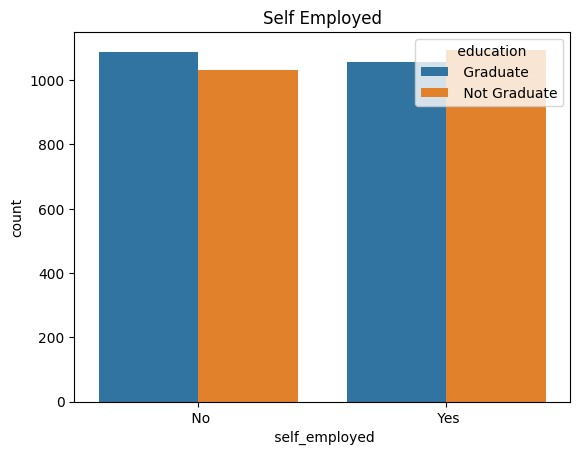 Self Employed
education
Graduate
Not Graduate
1000
800
600
400
200
0
count
No
Yes
self_employed